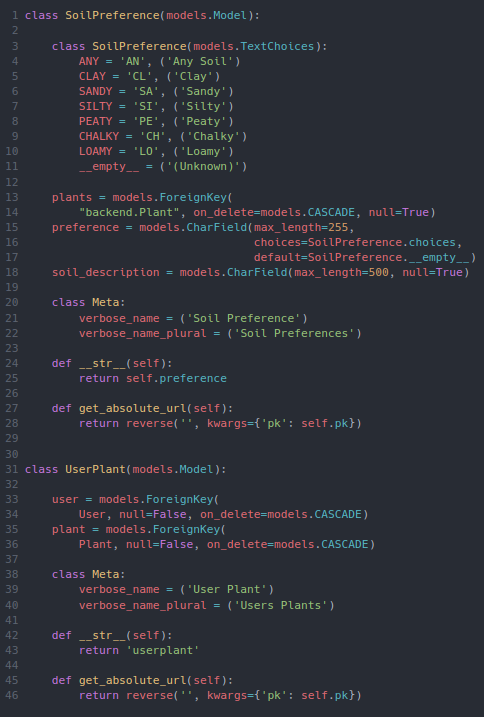 1 class SoilPreference(models.Model):
2
3     class SoilPreference(models.TextChoices):
4         ANY = 'AN', ('Any Soil')
5         CLAY = 'CL', ('Clay')
6         SANDY = 'SA', ('Sandy')
7         SILTY = 'SI', ('Silty')
8         PEATY = 'PE', ('Peaty')
9         CHALKY = 'CH', ('Chalky')
10         LOAMY = 'LO', ('Loamy')
11         __empty__ = ('(Unknown)')
12
13     plants = models.ForeignKey(
14         "backend.Plant", on_delete=models.CASCADE, null=True)
15     preference = models.CharField(max_length=255,
16                                   choices=SoilPreference.choices,
17                                   default=SoilPreference.__empty__)
18     soil_description = models.CharField(max_length=500, null=True)
19
20     class Meta:
21         verbose_name = ('Soil Preference')
22         verbose_name_plural = ('Soil Preferences')
23
24     def __str__(self):
25         return self.preference
26
27     def get_absolute_url(self):
28         return reverse('', kwargs={'pk': self.pk})
29
30
31 class UserPlant(models.Model):
32
33     user = models.ForeignKey(
34         User, null=False, on_delete=models.CASCADE)
35     plant = models.ForeignKey(
36         Plant, null=False, on_delete=models.CASCADE)
37
38     class Meta:
39         verbose_name = ('User Plant')
40         verbose_name_plural = ('Users Plants')
41
42     def __str__(self):
43         return 'userplant'
44
45     def get_absolute_url(self):
46         return reverse('', kwargs={'pk': self.pk})